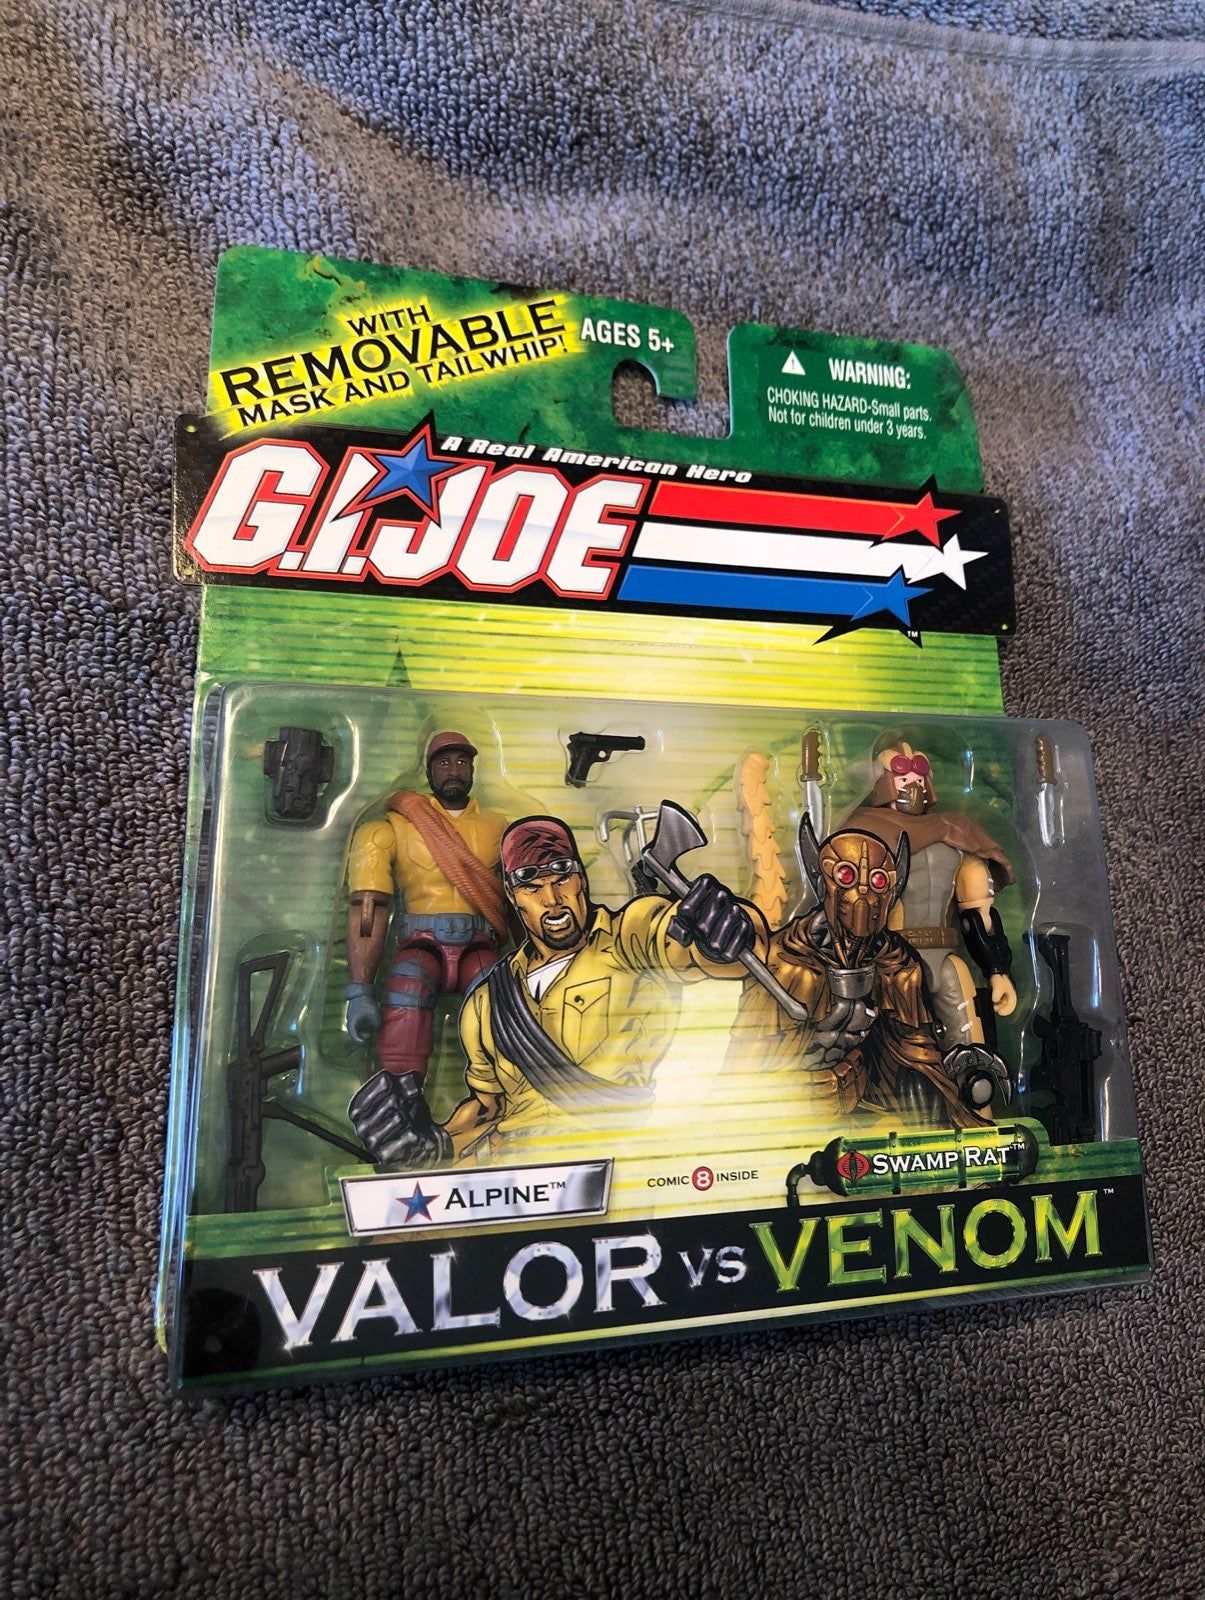 WITH
REMOVABLE
MASK AND TAILWHIP!
AGES 5+
WARNING:
CHOKING HAZARD-Small parts.
Not for children under 3 years.
A Real American Hero
G.I. JOE
TM
ALPINE™
COMIC 8 INSIDE
SWAMP RAT™
VALOR VS VENOM™